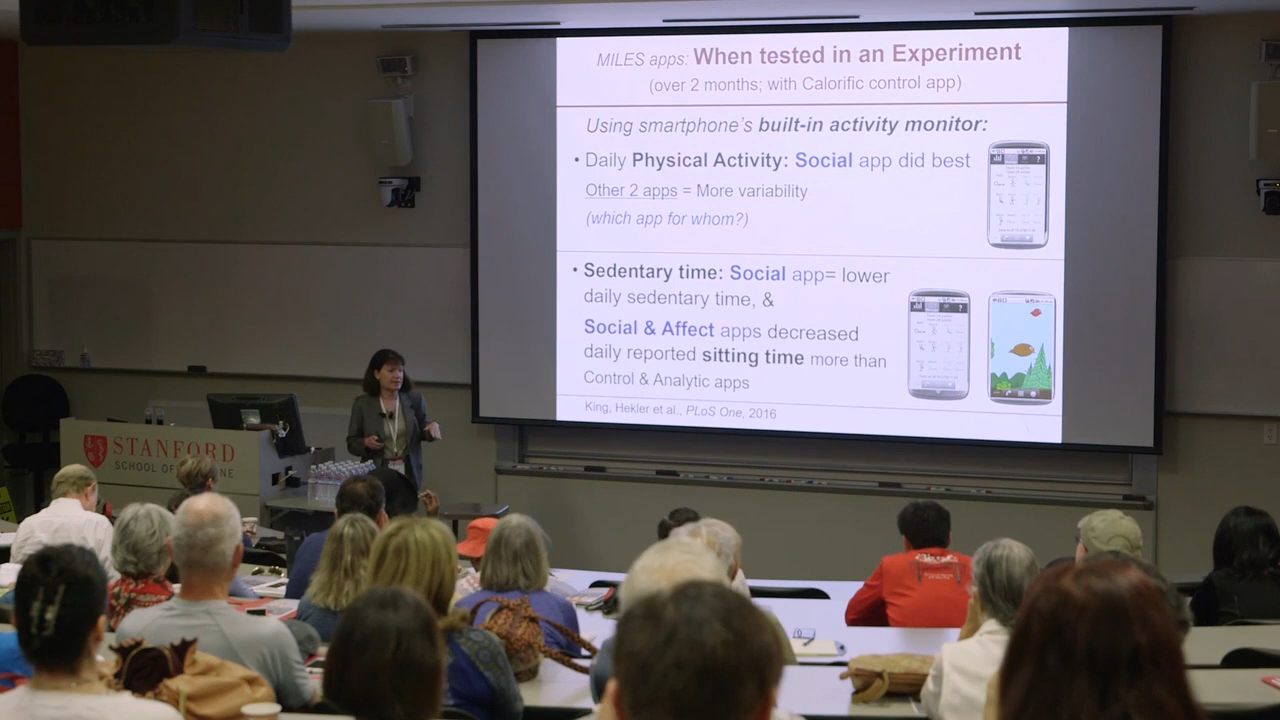 MILES apps: When tested in an Experiment
(over 2 months; with Calorific control app)
Using smartphone's built-in activity monitor:
• Daily Physical Activity: Social app did best
Other 2 apps = More variability
(which app for whom?)
• Sedentary time: Social app= lower
daily sedentary time, &
Social & Affect apps decreased
daily reported sitting time more than
Control & Analytic apps
King, Hekler et al., PLoS One, 2016
STANFORD
SCHOOL OF